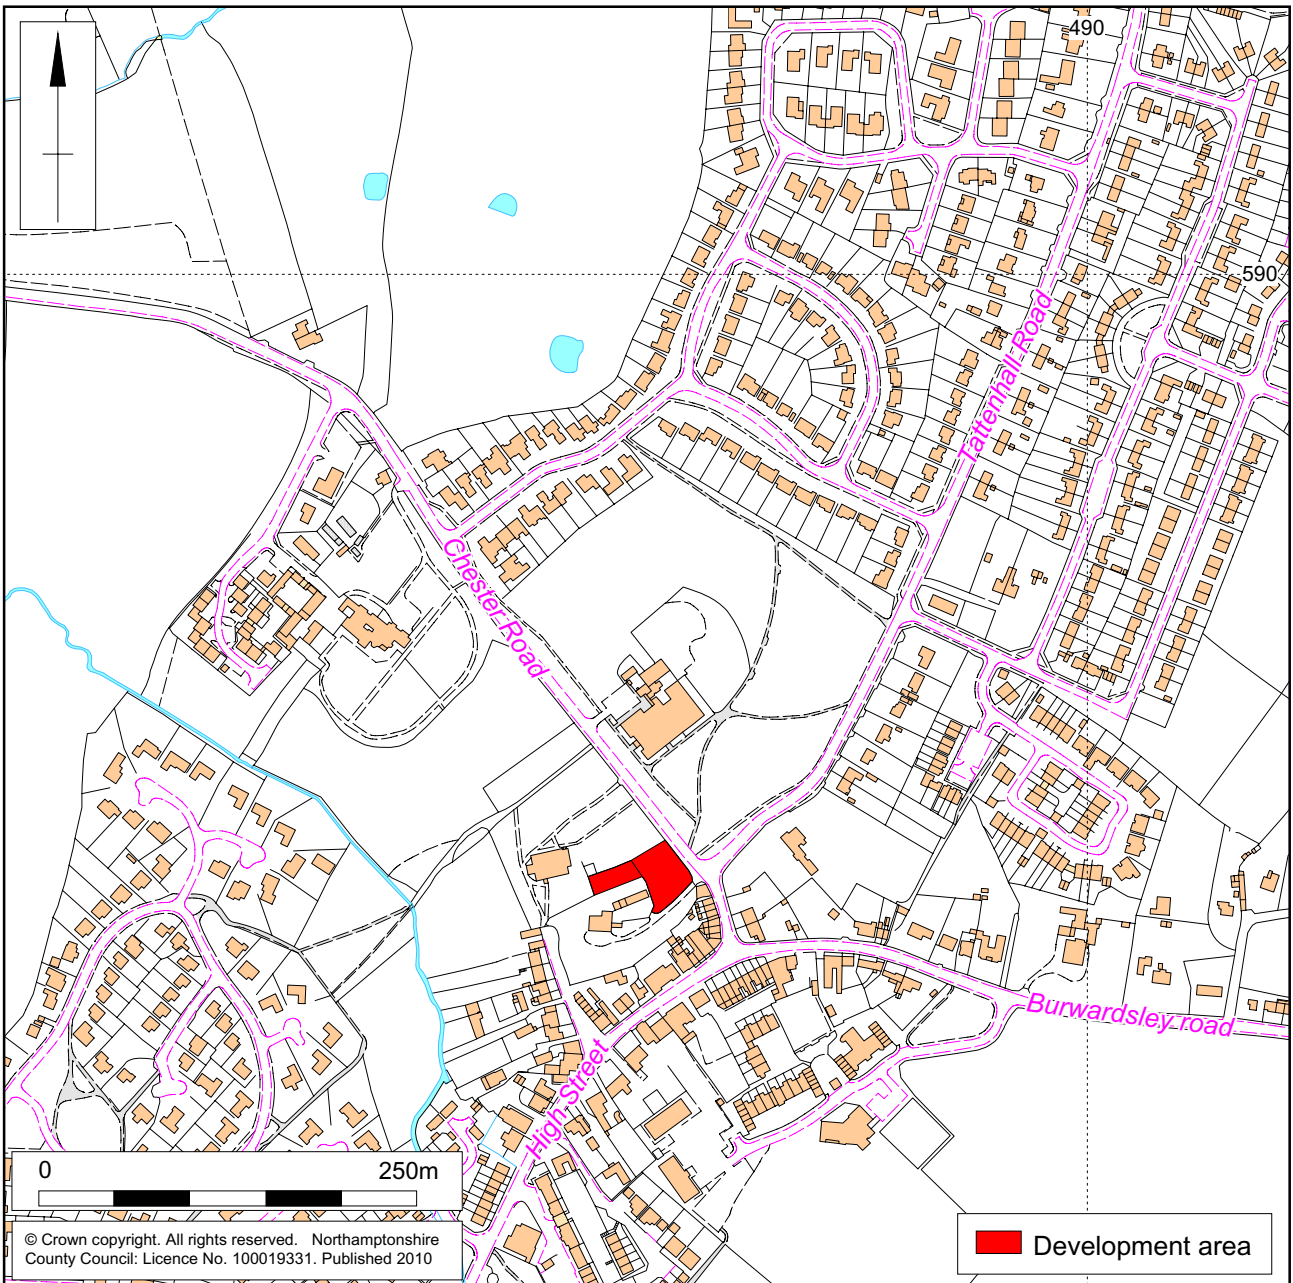 490
590
Tattenhall Road
Chester Road
Burwardsley road
High Street
0 250m
© Crown copyright. All rights reserved. Northamptonshire
County Council: Licence No. 100019331. Published 2010
Development area